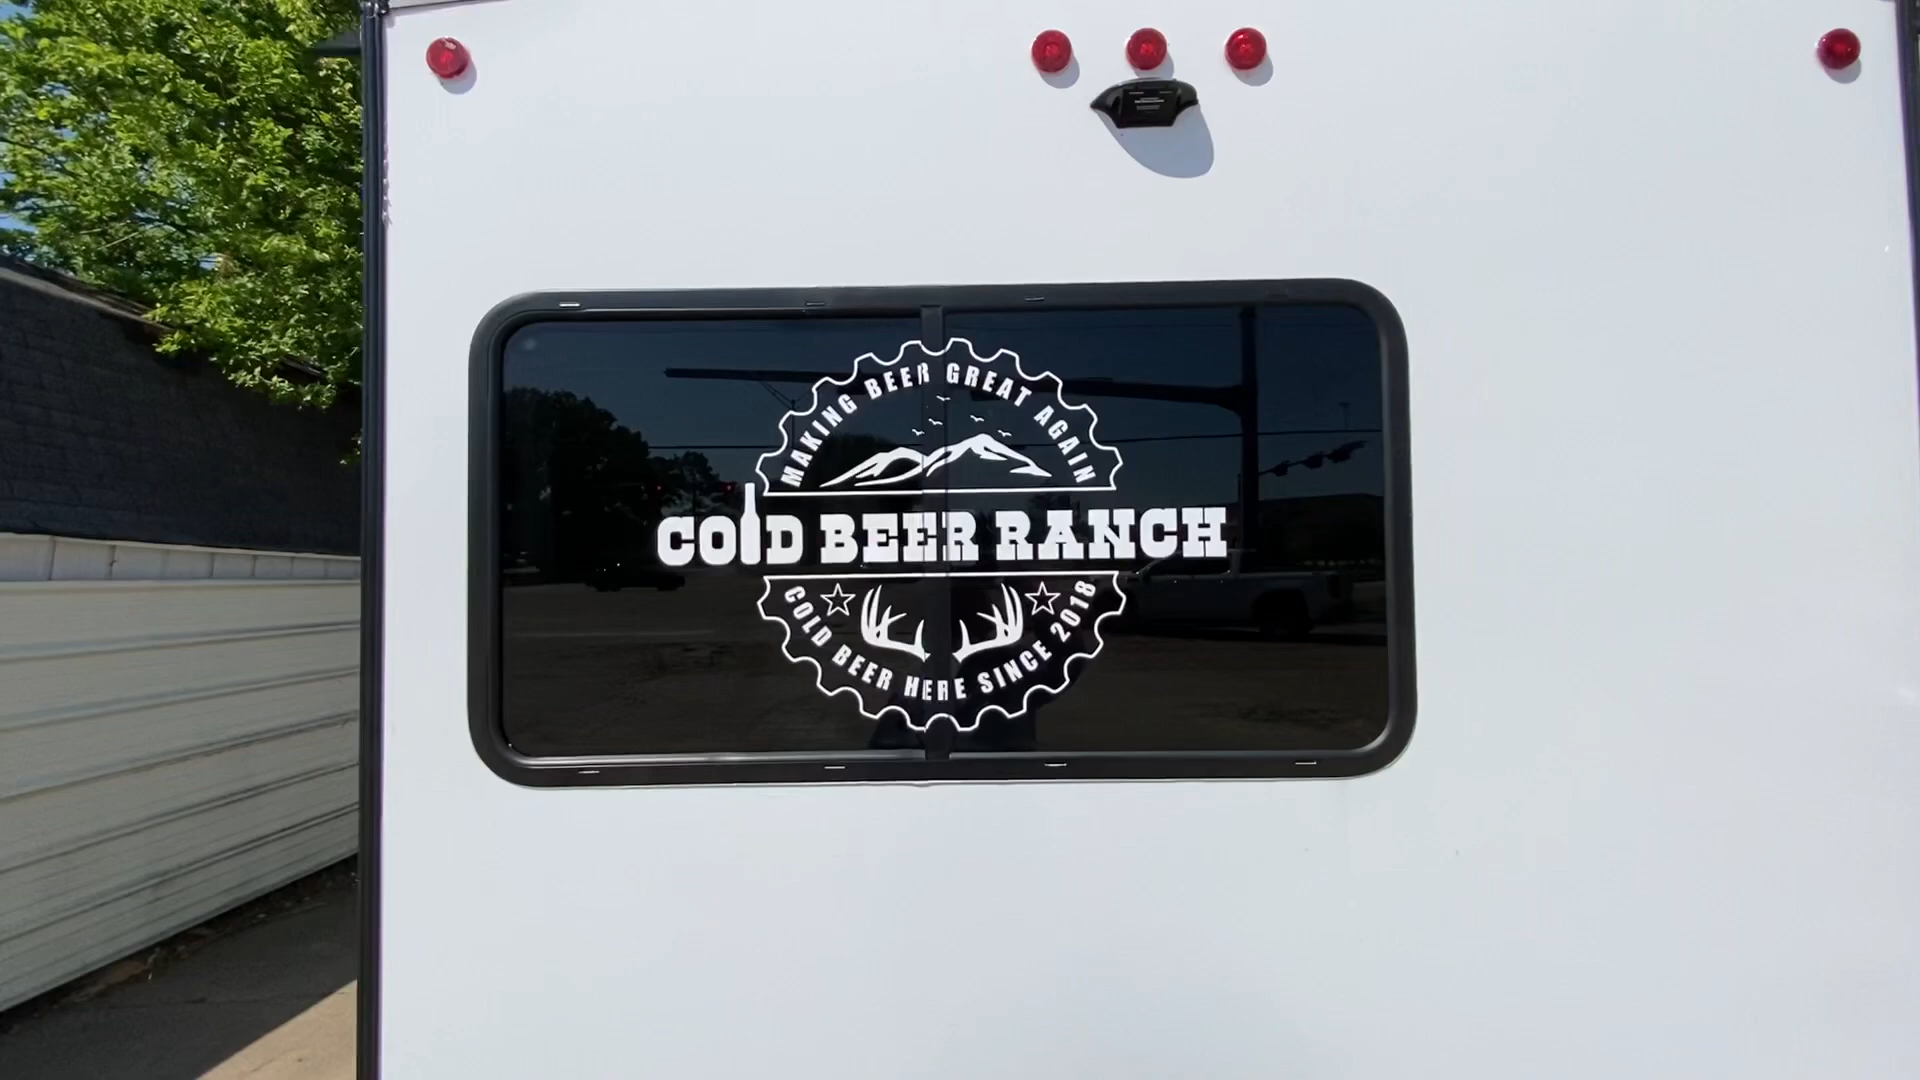 MAKING BEER GREAT AGAIN
COLD BEER RANCH
COLD BEER HERE SINCE 2018